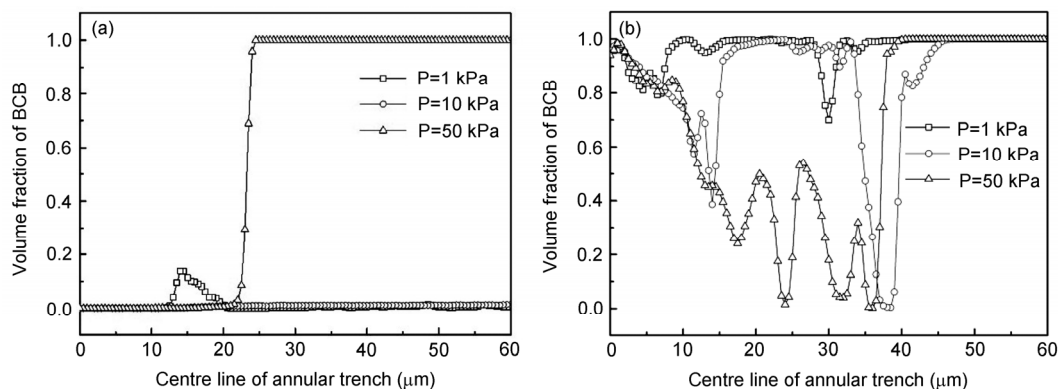 (a)
1.0
0.8
0.6
0.4
0.2
0.0
Volume fraction of BCB
P=1 kPa
P=10 kPa
P=50 kPa
0 10 20 30 40 50 60
Centre line of annular trench (μm)
(b)
1.0
0.8
0.6
0.4
0.2
0.0
Volume fraction of BCB
P=1 kPa
P=10 kPa
P=50 kPa
0 10 20 30 40 50 60
Centre line of annular trench (μm)